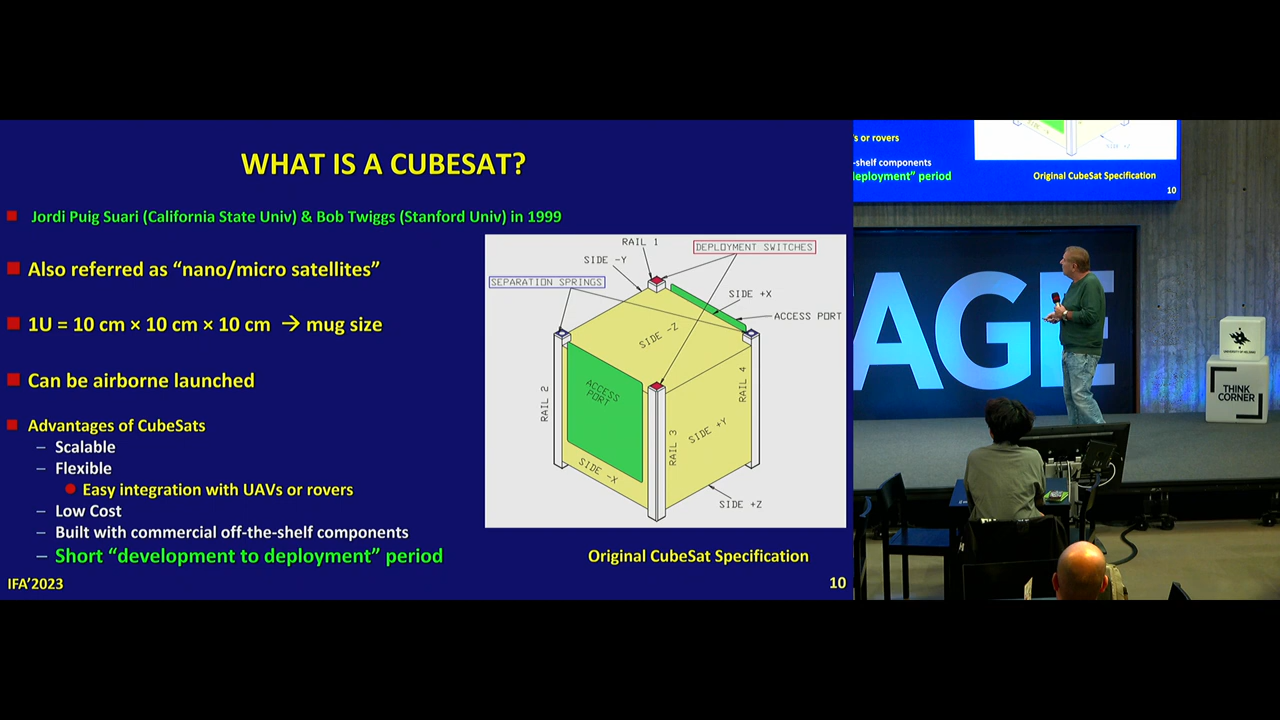 WHAT IS A CUBESAT?
Jordi Puig Suari (California State Univ) & Bob Twiggs (Stanford Univ) in 1999
Also referred as “nano/micro satellites”
1U = 10 cm × 10 cm × 10 cm → mug size
Can be airborne launched
Advantages of CubeSats
– Scalable
– Flexible
Easy integration with UAVs or rovers
– Low Cost
– Built with commercial off-the-shelf components
– Short “development to deployment” period
IFA’2023
RAIL 1
DEPLOYMENT SWITCHES
SIDE -Y
SEPARATION SPRINGS
SIDE +X
ACCESS PORT
SIDE -Z
ACCESS
PORT
RAIL 2
RAIL 4
RAIL 3
SIDE +Y
SIDE -X
SIDE +Z
Original CubeSat Specification
10
's or rovers
-shelf components
deployment” period
SIDE +Z
Original CubeSat Specification
10
AGE
UNIVERSITY OF HELSINKI
THINK
CORNER